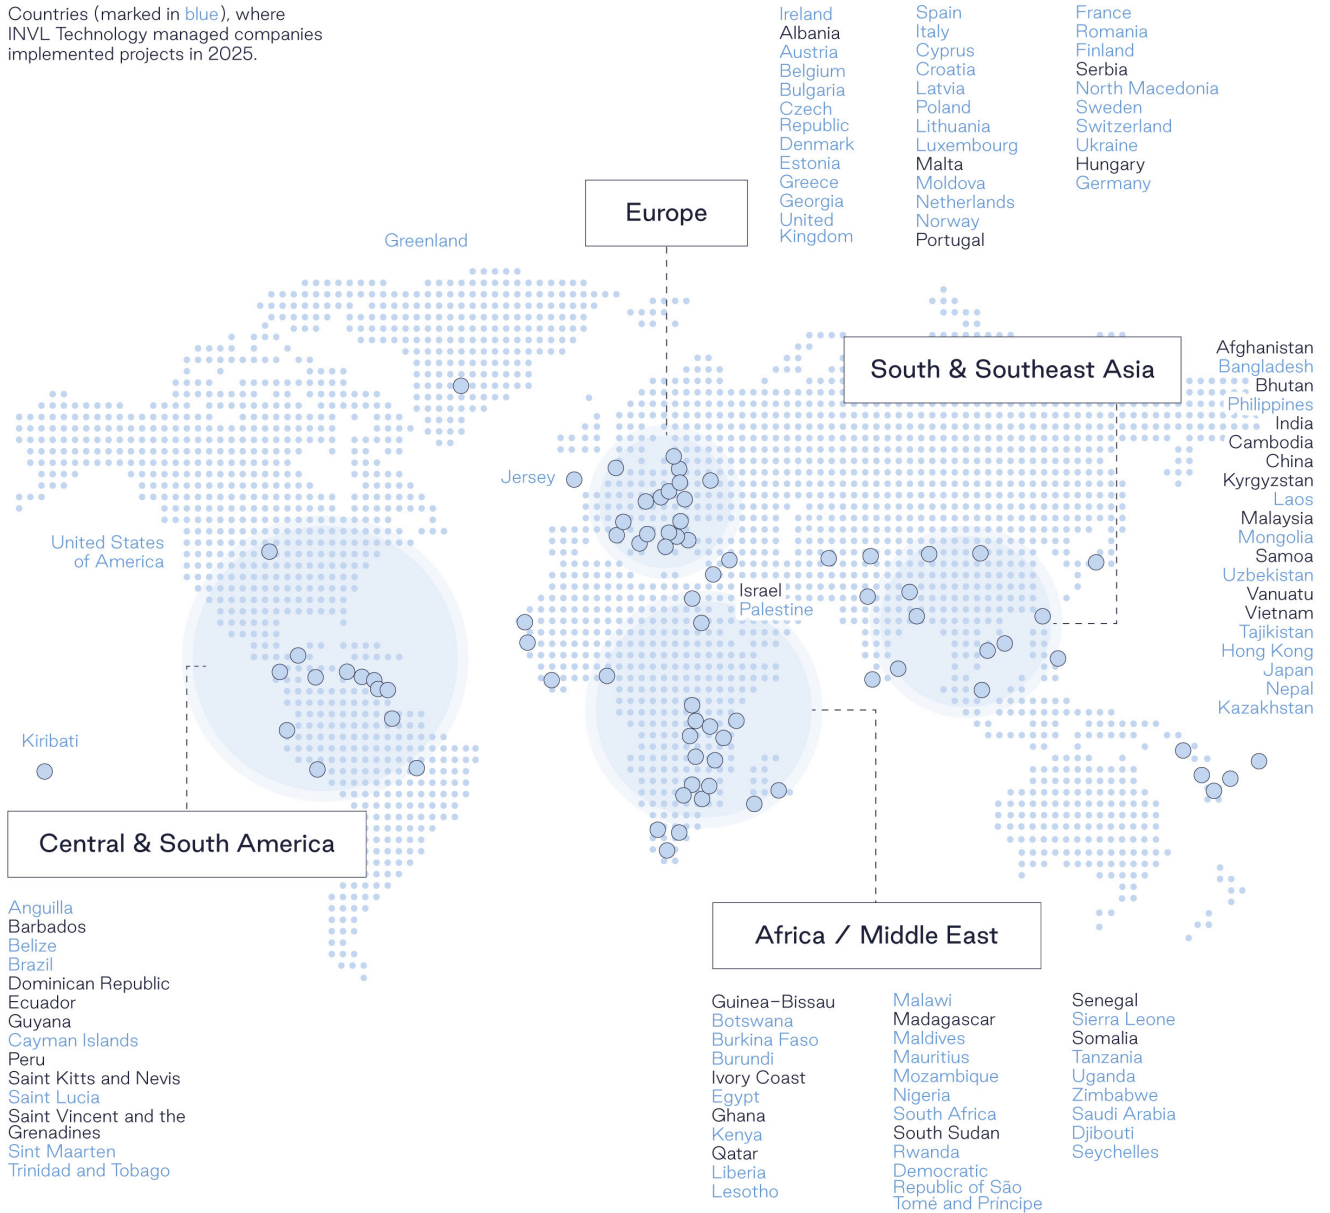 Countries (marked in blue), where
INVL Technology managed companies
implemented projects in 2025.
Ireland
Albania
Austria
Belgium
Bulgaria
Czech
Republic
Denmark
Estonia
Greece
Georgia
United
Kingdom
Spain
Italy
Cyprus
Croatia
Latvia
Poland
Lithuania
Luxembourg
Malta
Moldova
Netherlands
Norway
Portugal
France
Romania
Finland
Serbia
North Macedonia
Sweden
Switzerland
Ukraine
Hungary
Germany
Europe
Greenland
South & Southeast Asia
Afghanistan
Bangladesh
Bhutan
Philippines
India
Cambodia
China
Kyrgyzstan
Laos
Malaysia
Mongolia
Samoa
Uzbekistan
Vanuatu
Vietnam
Tajikistan
Hong Kong
Japan
Nepal
Kazakhstan
Jersey
United States
of America
Israel
Palestine
Kiribati
Central & South America
Anguilla
Barbados
Belize
Brazil
Dominican Republic
Ecuador
Guyana
Cayman Islands
Peru
Saint Kitts and Nevis
Saint Lucia
Saint Vincent and the
Grenadines
Sint Maarten
Trinidad and Tobago
Africa / Middle East
Guinea-Bissau
Botswana
Burkina Faso
Burundi
Ivory Coast
Egypt
Ghana
Kenya
Qatar
Liberia
Lesotho
Malawi
Madagascar
Maldives
Mauritius
Mozambique
Nigeria
South Africa
South Sudan
Rwanda
Democratic
Republic of São
Tomé and Príncipe
Senegal
Sierra Leone
Somalia
Tanzania
Uganda
Zimbabwe
Saudi Arabia
Djibouti
Seychelles